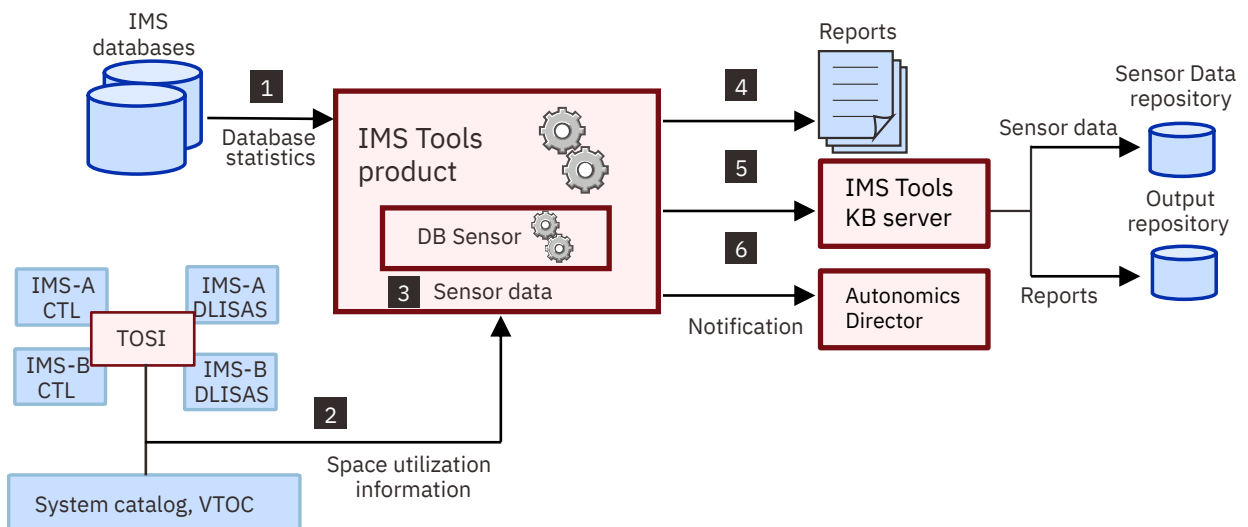 IMS
databases
1
Database
statistics
IMS Tools
product
DB Sensor
3
Sensor data
4
Reports
5
IMS Tools
KB server
6
Notification
Autonomics
Director
Sensor Data
repository
Sensor data
Output
repository
Reports
IMS-A
CTL
IMS-A
DLISAS
TOSI
IMS-B
CTL
IMS-B
DLISAS
2
Space utilization
information
System catalog, VTOC